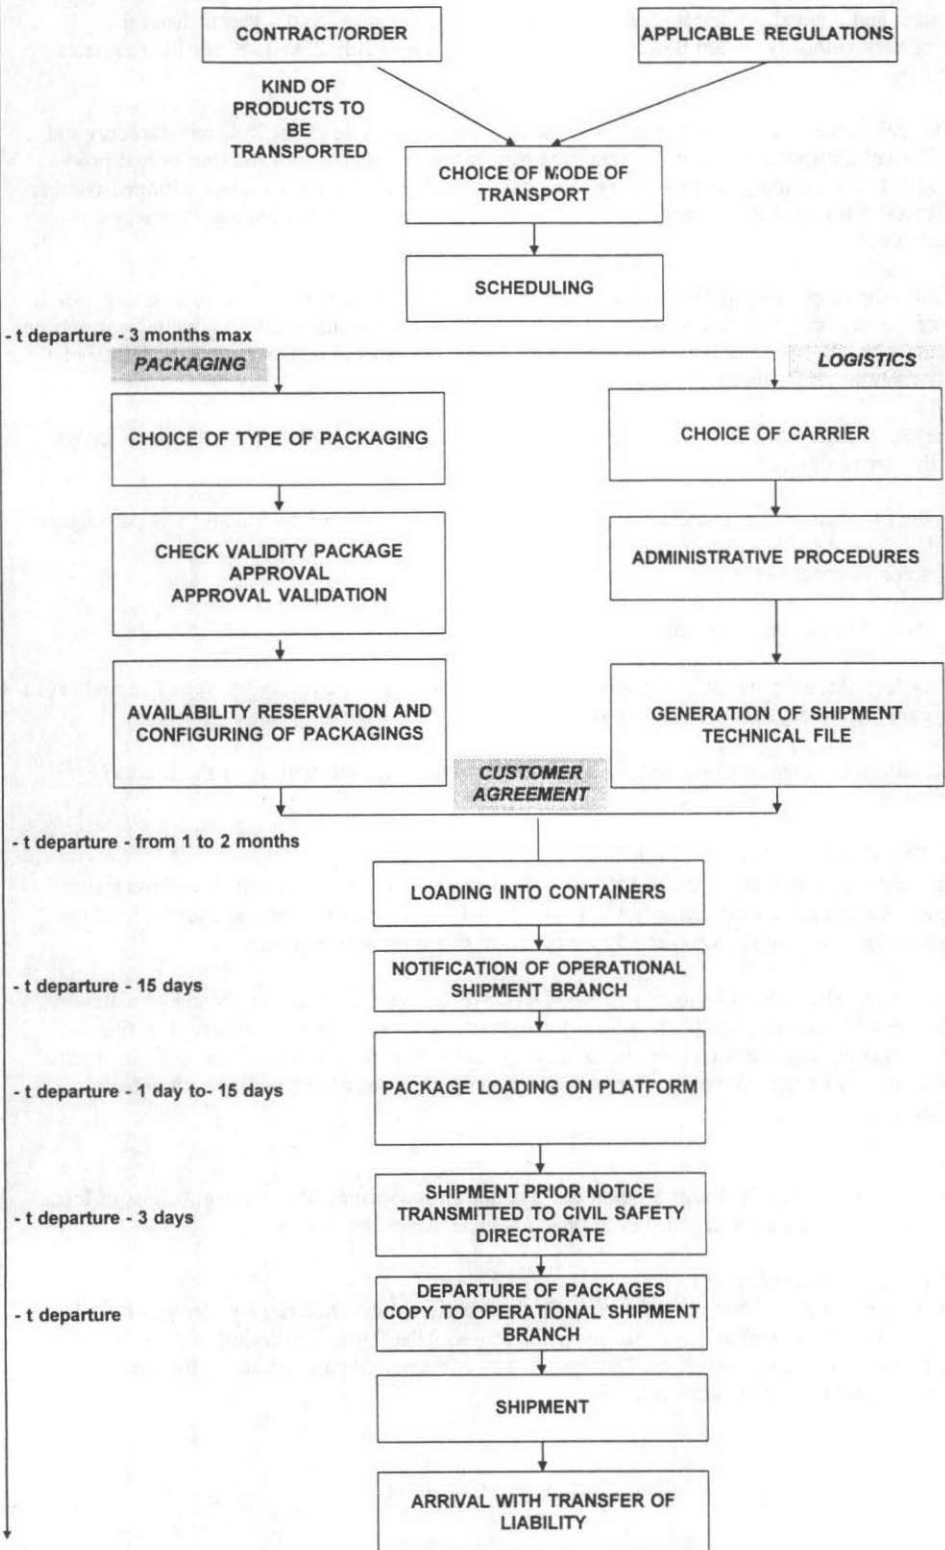 CONTRACT/ORDER
APPLICABLE REGULATIONS
KIND OF
PRODUCTS TO
BE
TRANSPORTED
CHOICE OF MODE OF
TRANSPORT
SCHEDULING
- t departure - 3 months max
PACKAGING
LOGISTICS
CHOICE OF TYPE OF PACKAGING
CHOICE OF CARRIER
CHECK VALIDITY PACKAGE
APPROVAL
APPROVAL VALIDATION
ADMINISTRATIVE PROCEDURES
AVAILABILITY RESERVATION AND
CONFIGURING OF PACKAGINGS
GENERATION OF SHIPMENT
TECHNICAL FILE
CUSTOMER
AGREEMENT
- t departure - from 1 to 2 months
LOADING INTO CONTAINERS
- t departure - 15 days
NOTIFICATION OF OPERATIONAL
SHIPMENT BRANCH
- t departure - 1 day to- 15 days
PACKAGE LOADING ON PLATFORM
- t departure - 3 days
SHIPMENT PRIOR NOTICE
TRANSMITTED TO CIVIL SAFETY
DIRECTORATE
- t departure
DEPARTURE OF PACKAGES
COPY TO OPERATIONAL SHIPMENT
BRANCH
SHIPMENT
ARRIVAL WITH TRANSFER OF
LIABILITY